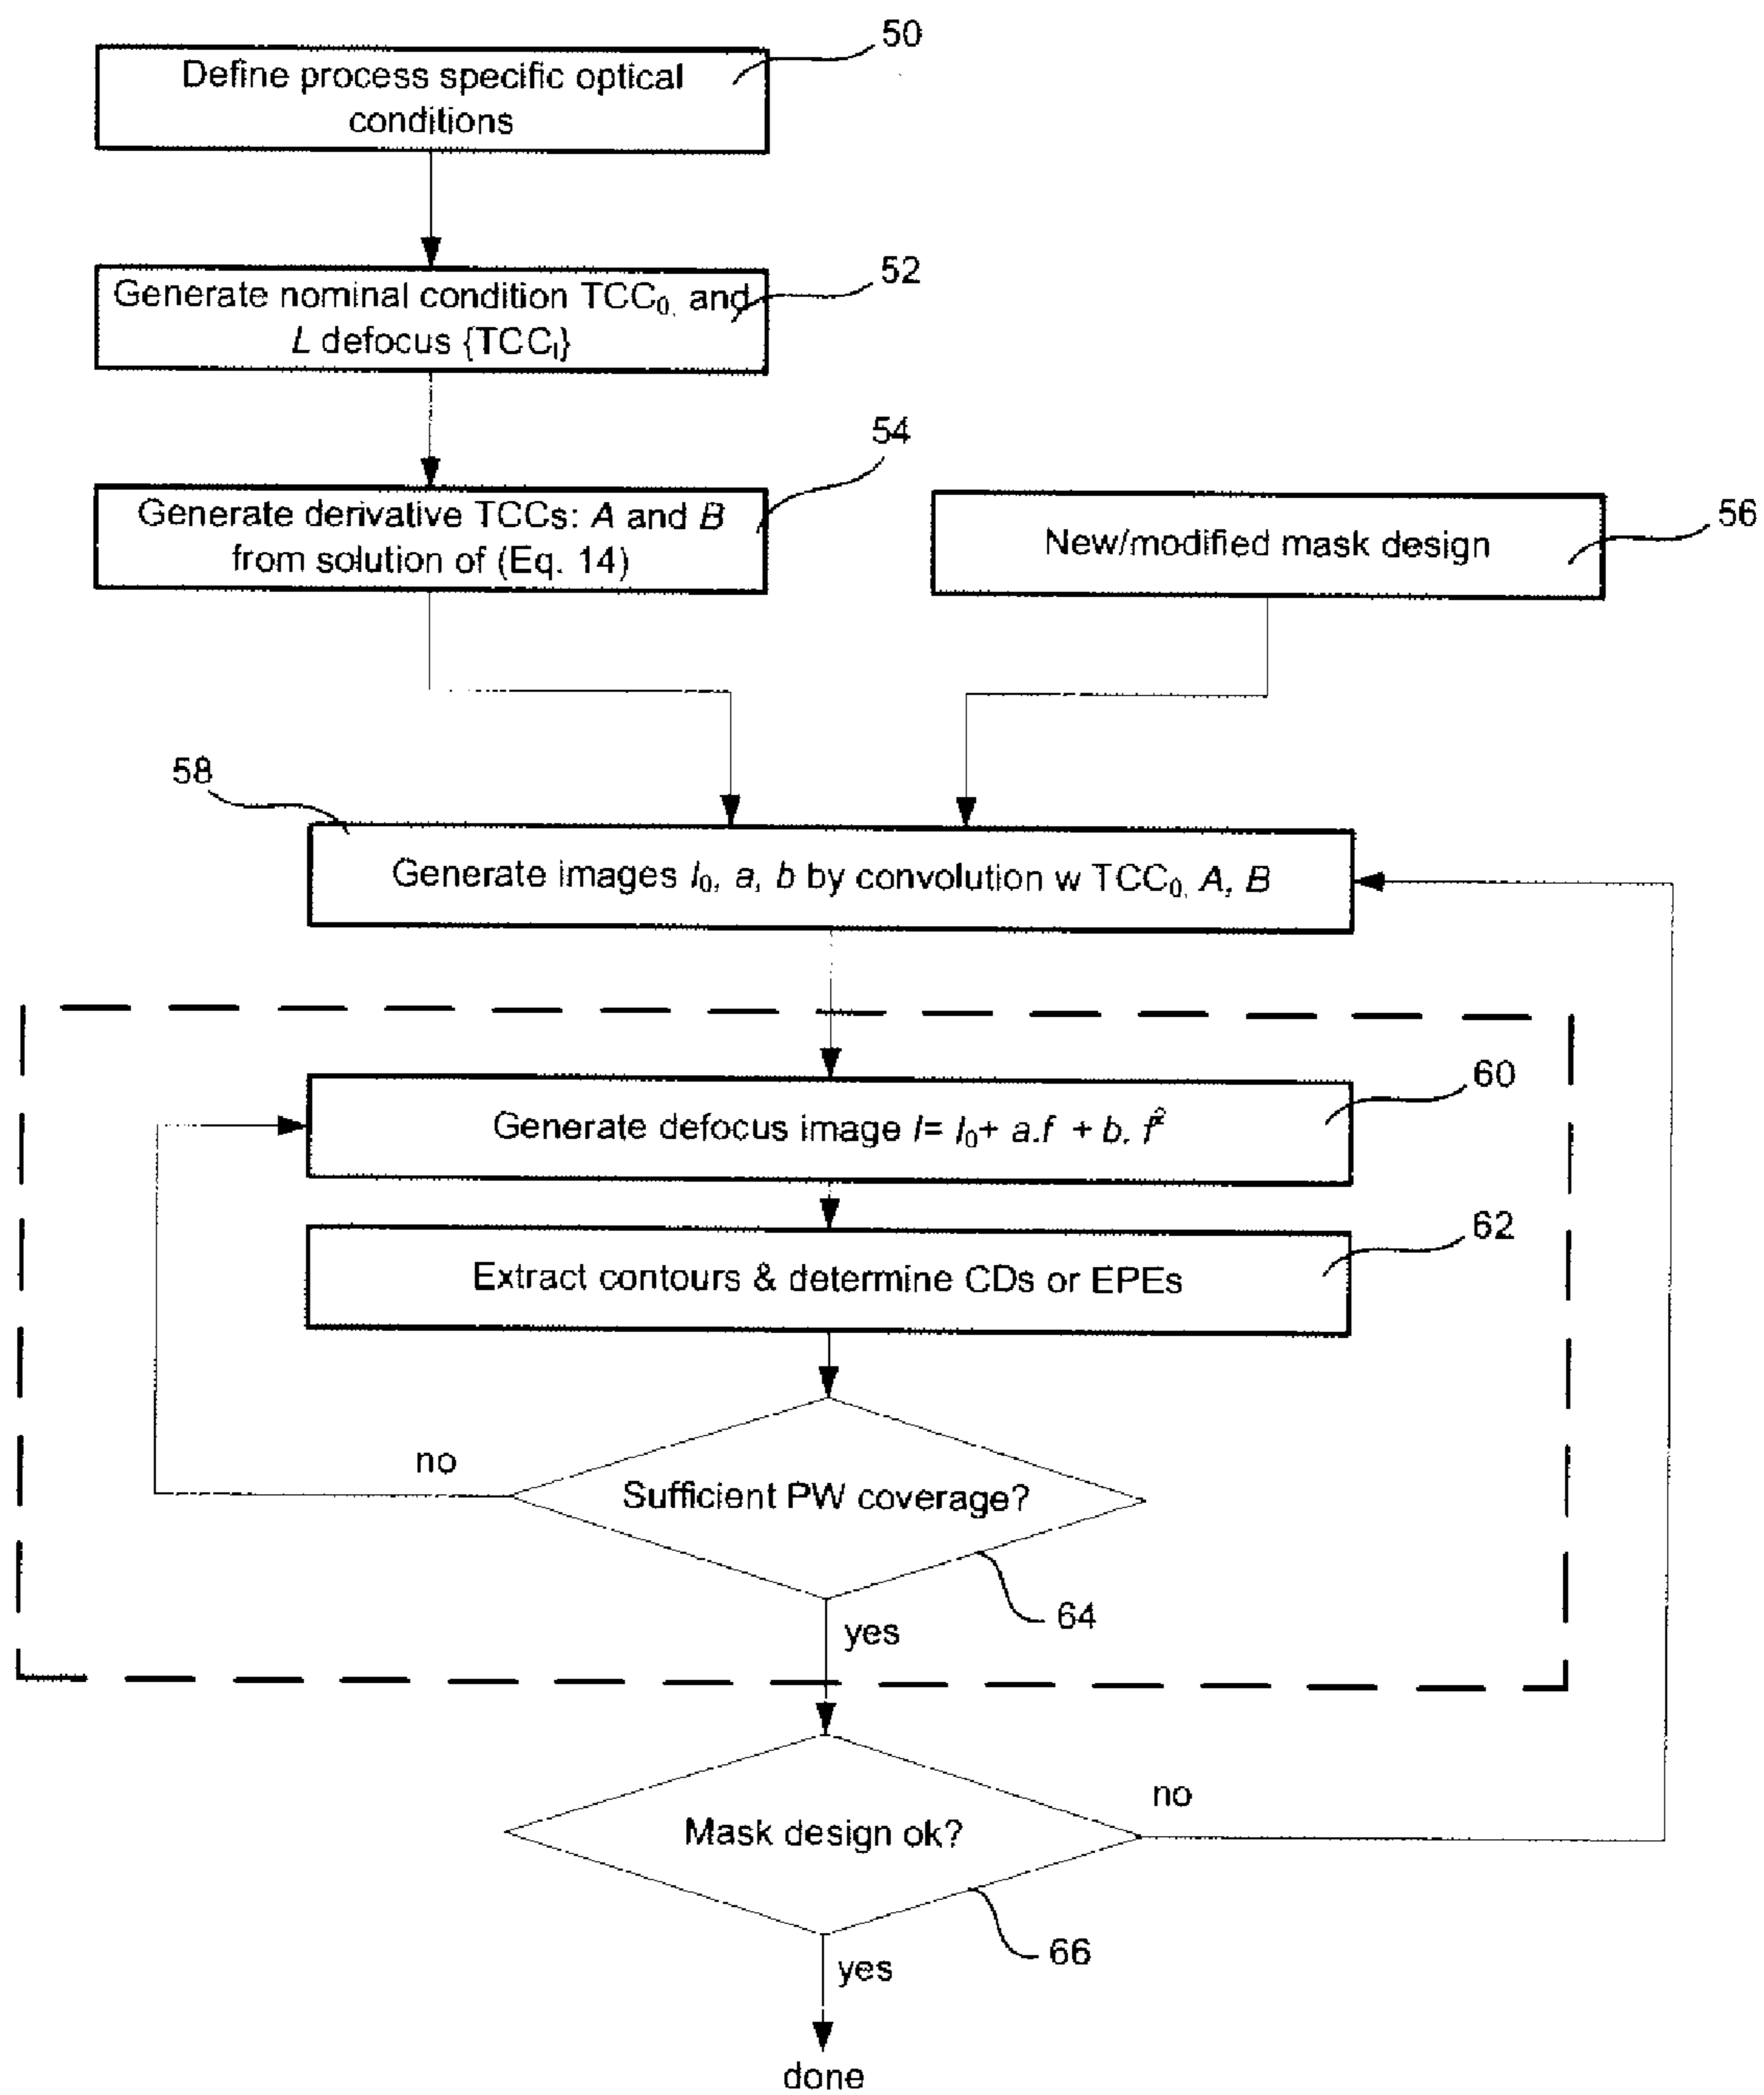 50
Define process specific optical
conditions
52
Generate nominal condition TCC₀, and
L defocus {TCCₗ}
54
Generate derivative TCCs: A and B
from solution of (Eq. 14)
56
New/modified mask design
58
Generate images I₀, a, b by convolution w TCC₀, A, B
60
Generate defocus image I= I₀+ a.f + b. f²
62
Extract contours & determine CDs or EPEs
no
Sufficient PW coverage?
64
yes
no
Mask design ok?
66
yes
done